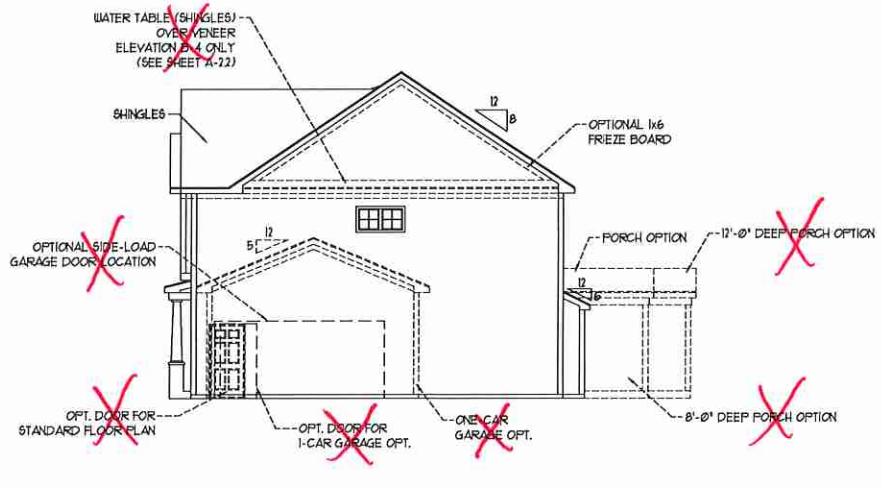 WATER TABLE (SHINGLES)
OVER VENEER
ELEVATION B-4 ONLY
(SEE SHEET A-2.2)
SHINGLES
12
8
OPTIONAL 1x6
FRIEZE BOARD
OPTIONAL SIDE-LOAD
GARAGE DOOR LOCATION
12
5
PORCH OPTION
12'-0" DEEP PORCH OPTION
12
6
OPT. DOOR FOR
STANDARD FLOOR PLAN
OPT. DOOR FOR
1-CAR GARAGE OPT.
ONE CAR
GARAGE OPT.
8'-0" DEEP PORCH OPTION